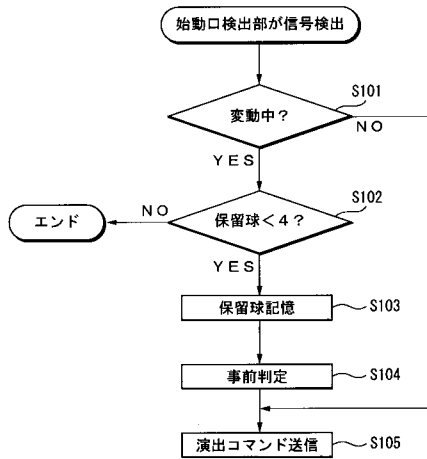 始動口検出部が信号検出
S101
変動中？
NO
YES
S102
保留球＜4？
NO
エンド
YES
保留球記憶
S103
事前判定
S104
演出コマンド送信
S105